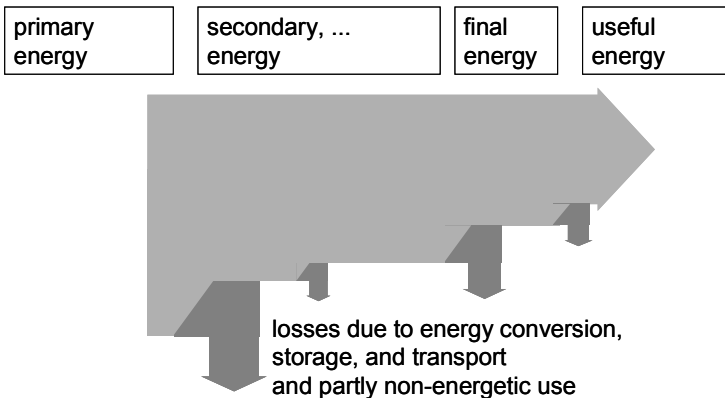 primary
energy
secondary, ...
energy
final
energy
useful
energy
losses due to energy conversion,
storage, and transport
and partly non-energetic use